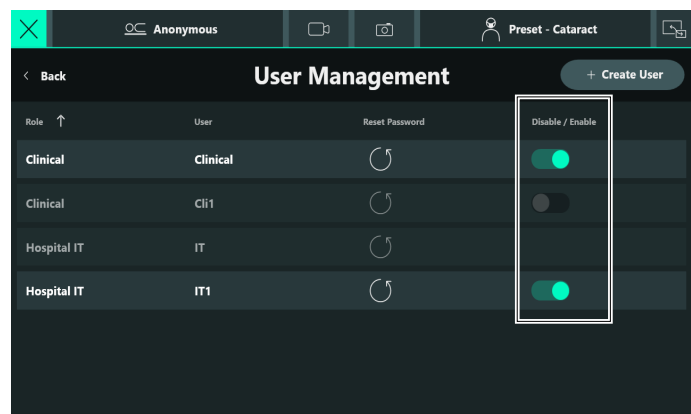 Anonymous Preset - Cataract
Back User Management + Create User
Role ↑ User Reset Password Disable / Enable
Clinical Clinical
Clinical Cli1
Hospital IT IT
Hospital IT IT1